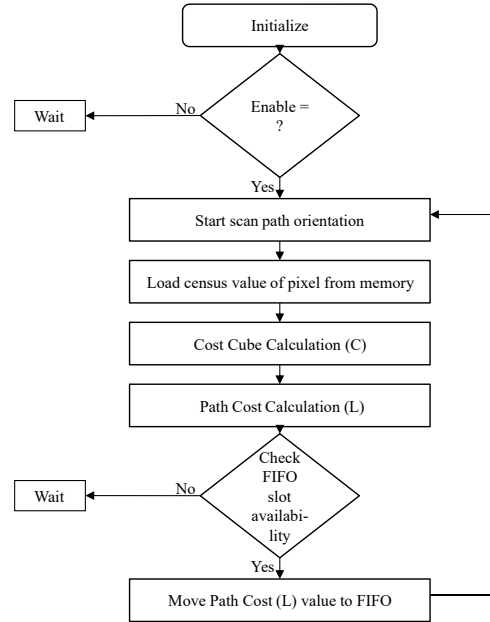 Initialize
Enable =
?
No
Wait
Yes
Start scan path orientation
Load census value of pixel from memory
Cost Cube Calculation (C)
Path Cost Calculation (L)
Check
FIFO
slot
availabi-
lity
No
Wait
Yes
Move Path Cost (L) value to FIFO